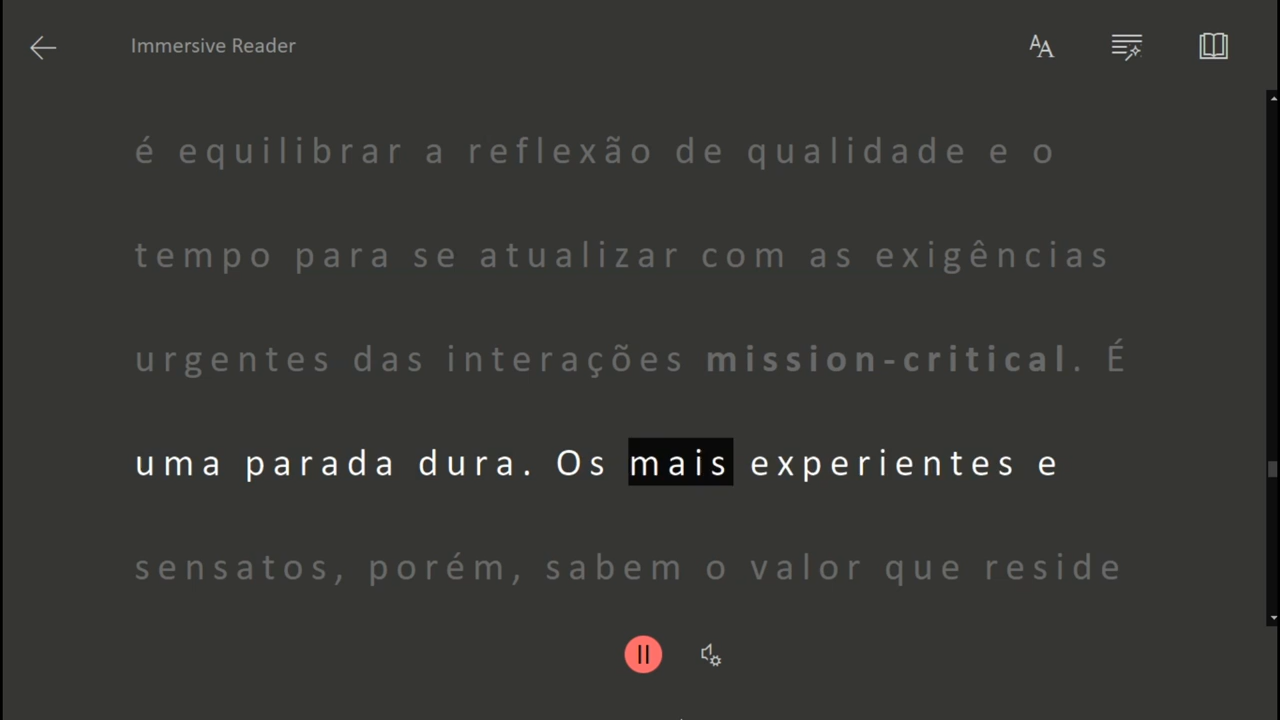 Immersive Reader
é equilibrar a reflexão de qualidade e o
tempo para se atualizar com as exigências
urgentes das interações mission-critical. É
uma parada dura. Os mais experientes e
sensatos, porém, sabem o valor que reside